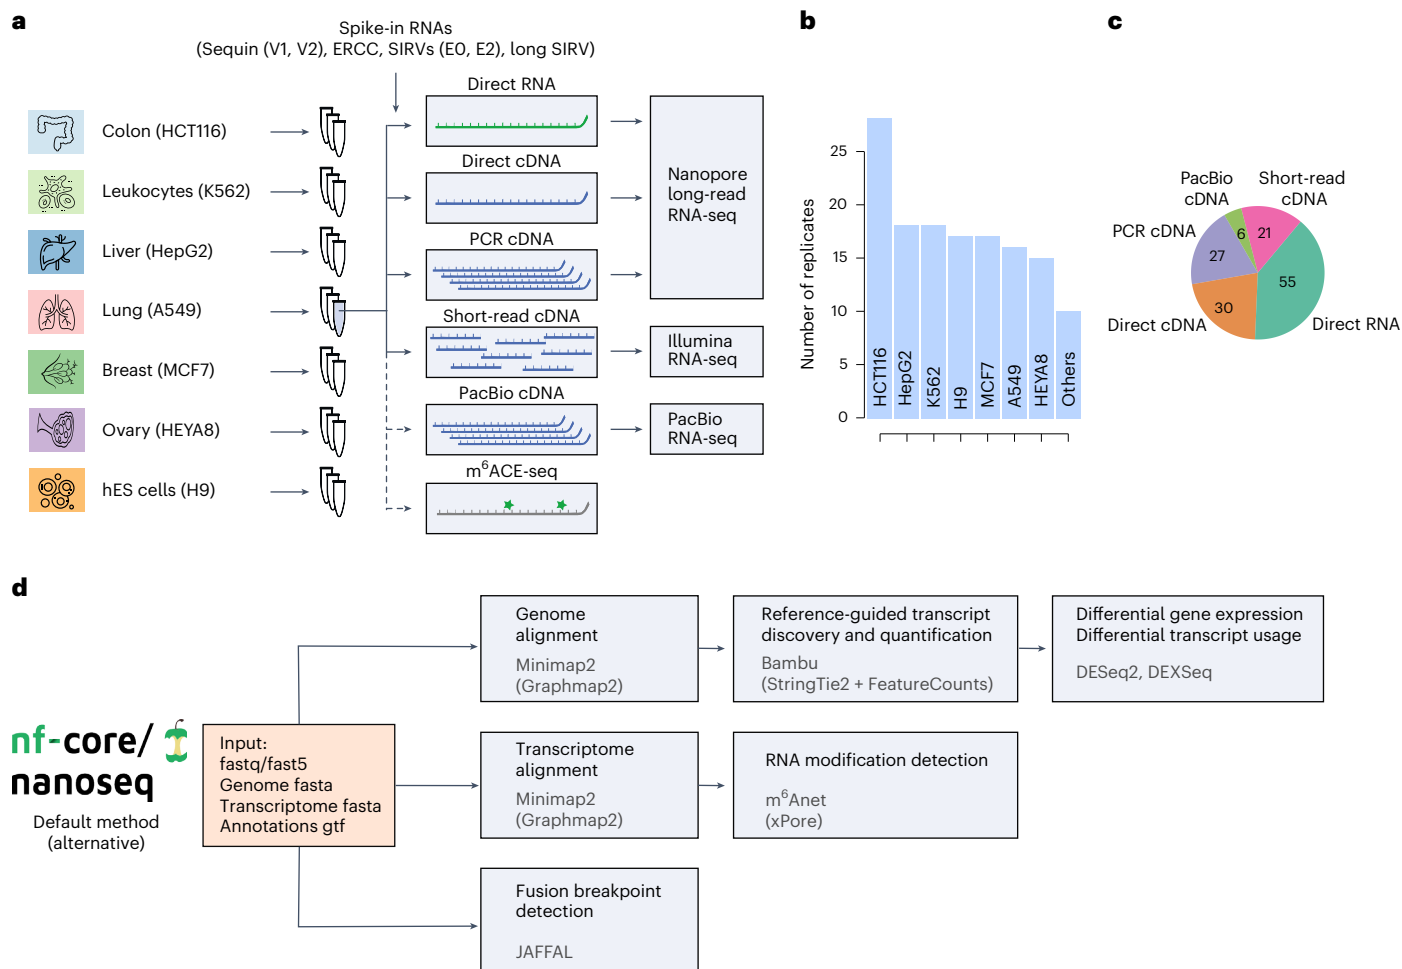 a
Spike-in RNAs
(Sequin (V1, V2), ERCC, SIRVs (E0, E2), long SIRV)
Colon (HCT116)
Leukocytes (K562)
Liver (HepG2)
Lung (A549)
Breast (MCF7)
Ovary (HEYA8)
hES cells (H9)
Direct RNA
Direct cDNA
PCR cDNA
Short-read cDNA
PacBio cDNA
m⁶ACE-seq
Nanopore
long-read
RNA-seq
Illumina
RNA-seq
PacBio
RNA-seq
b
Number of replicates
25
20
15
10
5
0
HCT116
HepG2
K562
H9
MCF7
A549
HEYA8
Others
c
PacBio
cDNA
Short-read
cDNA
PCR cDNA
Direct cDNA
Direct RNA
6
21
27
55
30
d
nf-core/
nanoseq
Default method
(alternative)
Input:
fastq/fast5
Genome fasta
Transcriptome fasta
Annotations gtf
Genome
alignment
Minimap2
(Graphmap2)
Reference-guided transcript
discovery and quantification
Bambu
(StringTie2 + FeatureCounts)
Differential gene expression
Differential transcript usage
DESeq2, DEXSeq
Transcriptome
alignment
Minimap2
(Graphmap2)
RNA modification detection
m⁶Anet
(xPore)
Fusion breakpoint
detection
JAFFAL